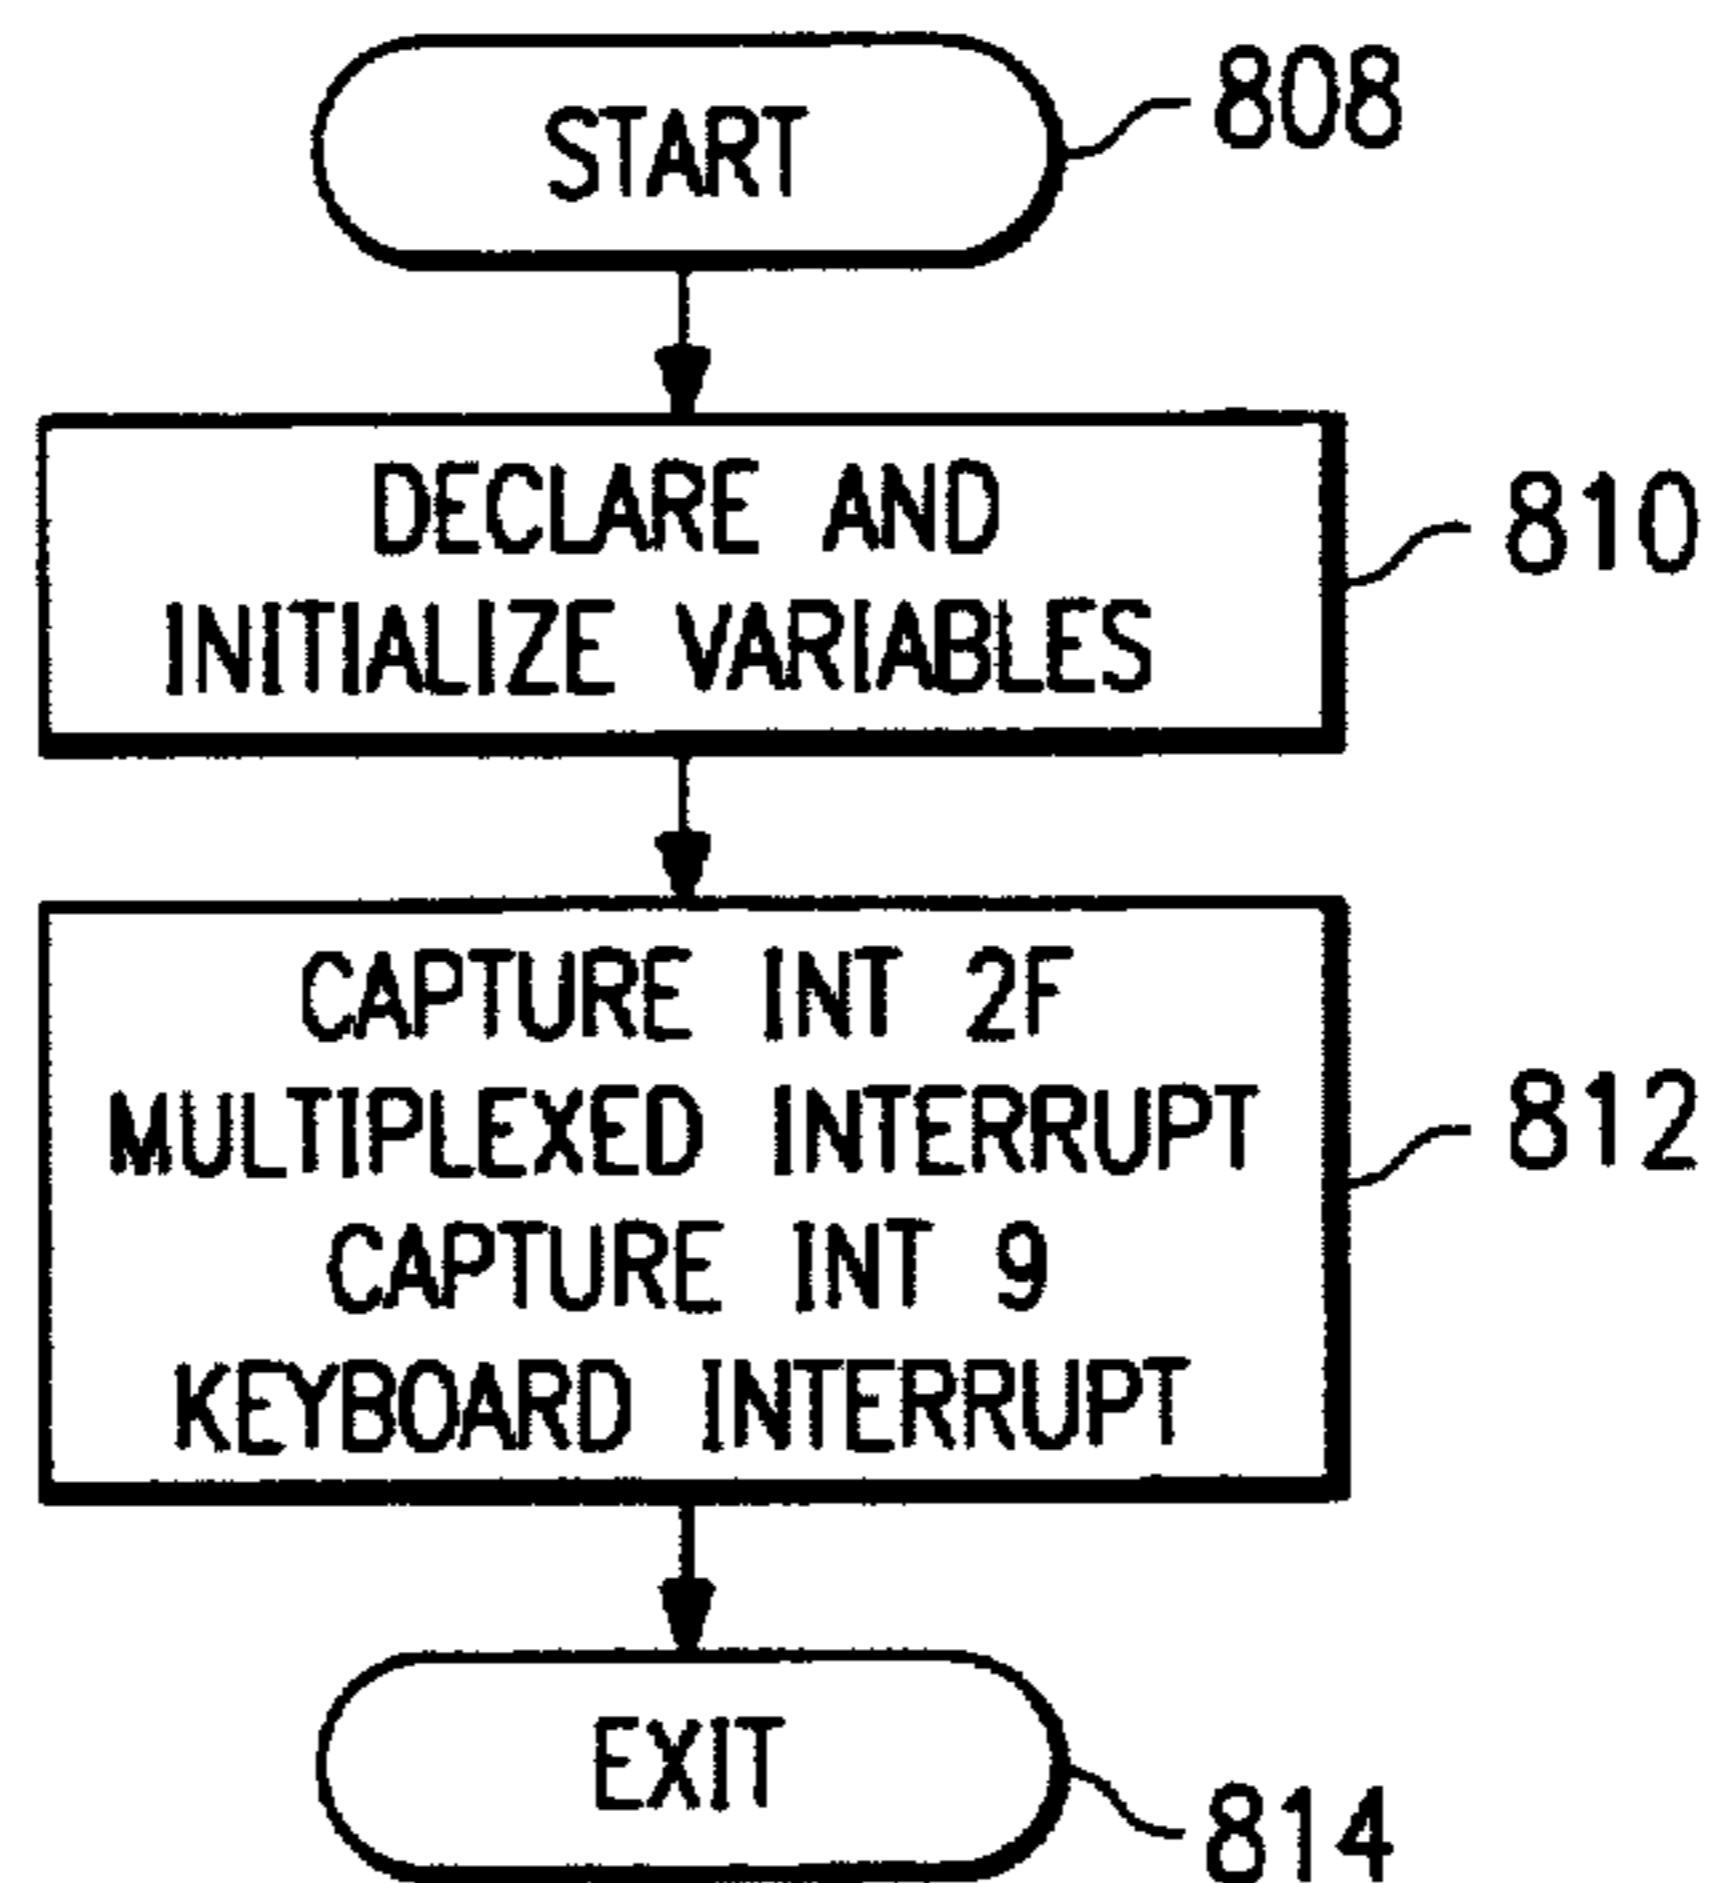 START
808
DECLARE AND
INITIALIZE VARIABLES
810
CAPTURE INT 2F
MULTIPLEXED INTERRUPT
CAPTURE INT 9
KEYBOARD INTERRUPT
812
EXIT
814